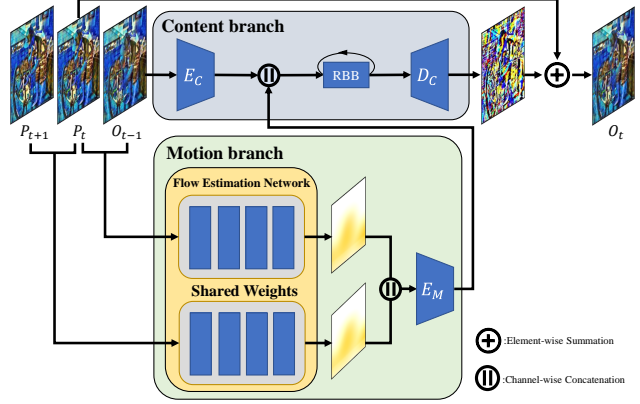 Content branch
E_C
RBB
D_C
P_{t+1}
P_t
O_{t-1}
O_t
Motion branch
Flow Estimation Network
Shared Weights
E_M
:Element-wise Summation
:Channel-wise Concatenation